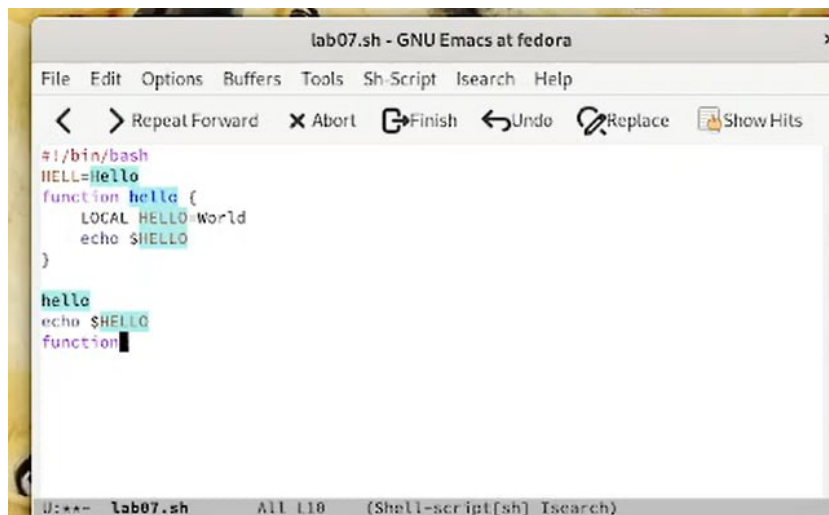 lab07.sh - GNU Emacs at fedora
File Edit Options Buffers Tools Sh-Script Isearch Help
Repeat Forward Abort Finish Undo Replace Show Hits
#!/bin/bash
HELL=Hello
function hello {
    LOCAL HELLO=World
    echo $HELLO
}
hello
echo $HELLO
function
U:**- lab07.sh All L10 (Shell-script[sh] Isearch)